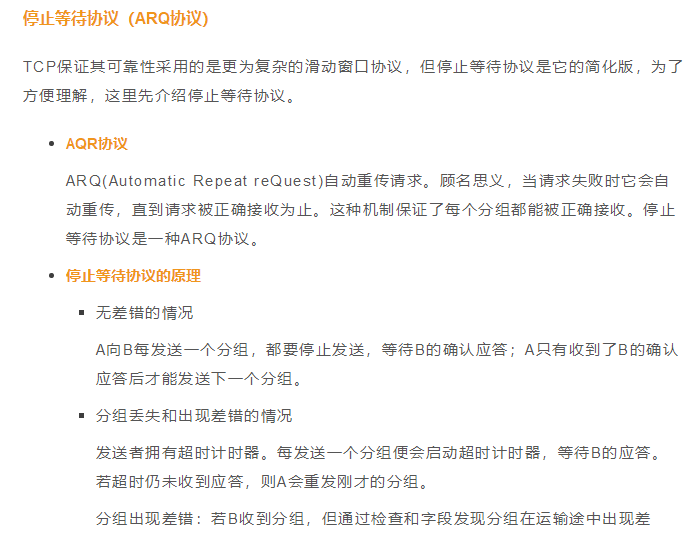 停止等待协议（ARQ协议）
TCP保证其可靠性采用的是更为复杂的滑动窗口协议，但停止等待协议是它的简化版，为了
方便理解，这里先介绍停止等待协议。
AQR协议
ARQ(Automatic Repeat reQuest)自动重传请求。顾名思义，当请求失败时它会自
动重传，直到请求被正确接收为止。这种机制保证了每个分组都能被正确接收。停止
等待协议是一种ARQ协议。
停止等待协议的原理
无差错的情况
A向B每发送一个分组，都要停止发送，等待B的确认应答；A只有收到了B的确认
应答后才能发送下一个分组。
分组丢失和出现差错的情况
发送者拥有超时计时器。每发送一个分组便会启动超时计时器，等待B的应答。
若超时仍未收到应答，则A会重发刚才的分组。
分组出现差错：若B收到分组，但通过检查和字段发现分组在运输途中出现差